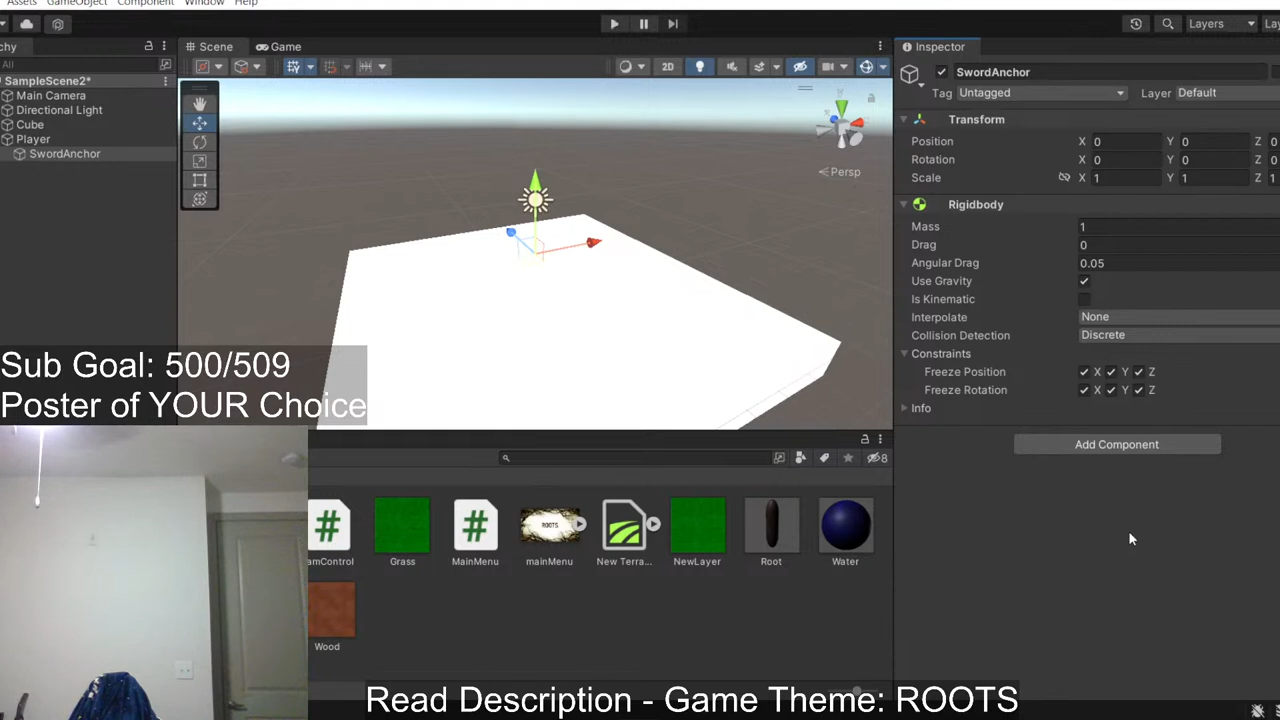 Assets GameObject Component Window Help
Layers
Lay
hy
Scene
Game
Inspector
All
2D
SampleScene2*
Main Camera
Directional Light
Cube
Player
SwordAnchor
Persp
SwordAnchor
Tag Untagged Layer Default
Transform
Position X 0 Y 0 Z 0
Rotation X 0 Y 0 Z 0
Scale X 1 Y 1 Z 1
Rigidbody
Mass 1
Drag 0
Angular Drag 0.05
Use Gravity
Is Kinematic
Interpolate None
Collision Detection Discrete
Constraints
Freeze Position X Y Z
Freeze Rotation X Y Z
Info
Add Component
Sub Goal: 500/509
Poster of YOUR Choice
8
ROOTS
amControl Grass MainMenu mainMenu New Terra... NewLayer Root Water
Wood
Read Description - Game Theme: ROOTS